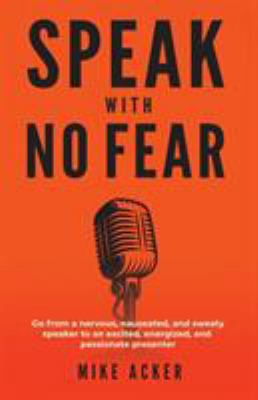 SPEAK
WITH
NO FEAR
Go from a nervous, nauseated, and sweaty
speaker to an excited, energized, and
passionate presenter
MIKE ACKER